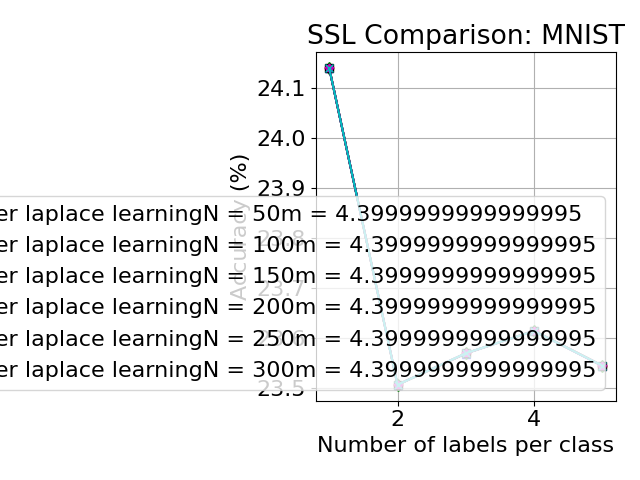 SSL Comparison: MNIST
24.1
24.0
23.9
23.8
23.7
23.6
23.5
Accuracy (%)
er laplace learningN = 50m = 4.3999999999999995
er laplace learningN = 100m = 4.3999999999999995
er laplace learningN = 150m = 4.3999999999999995
er laplace learningN = 200m = 4.3999999999999995
er laplace learningN = 250m = 4.3999999999999995
er laplace learningN = 300m = 4.3999999999999995
2 4
Number of labels per class